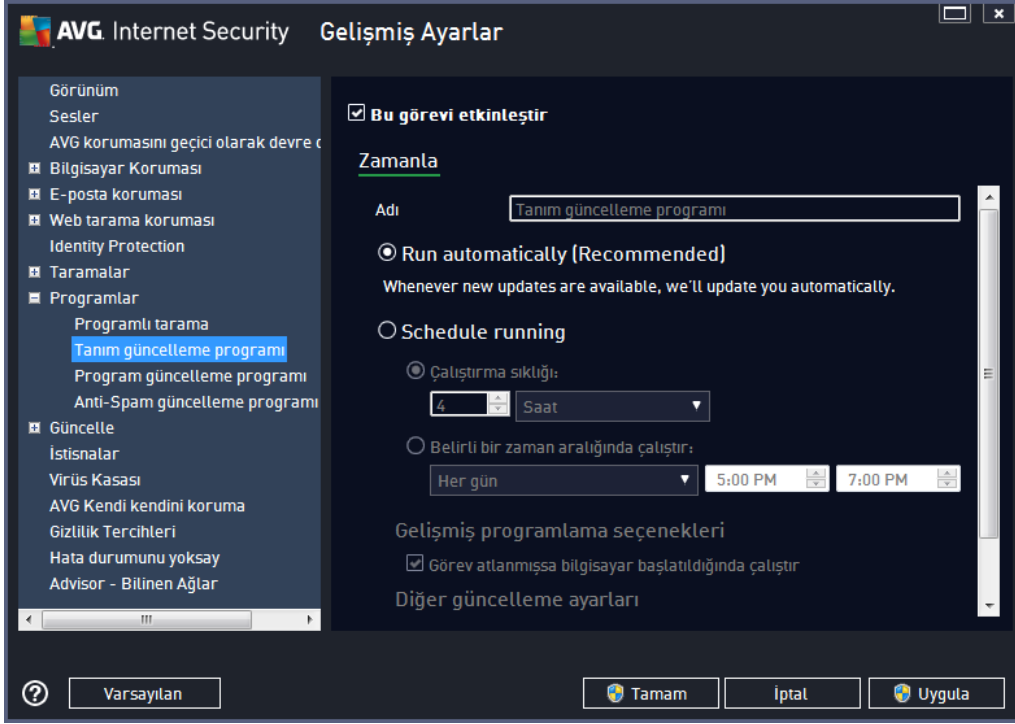 AVG. Internet Security Gelişmiş Ayarlar
Görünüm
Sesler
AVG korumasını geçici olarak devre
Bilgisayar Koruması
E-posta koruması
Web tarama koruması
Identity Protection
Taramalar
Programlar
Programlı tarama
Tanım güncelleme programı
Program güncelleme programı
Anti-Spam güncelleme programı
Güncelle
İstisnalar
Virüs Kasası
AVG Kendi kendini koruma
Gizlilik Tercihleri
Hata durumunu yoksay
Advisor - Bilinen Ağlar
Bu görevi etkinleştir
Zamanla
Adı Tanım güncelleme programı
Run automatically (Recommended)
Whenever new updates are available, we'll update you automatically.
Schedule running
Çalıştırma sıklığı:
4 Saat
Belirli bir zaman aralığında çalıştır:
Her gün 5:00 PM 7:00 PM
Gelişmiş programlama seçenekleri
Görev atlanmışsa bilgisayar başlatıldığında çalıştır
Diğer güncelleme ayarları
? Varsayılan Tamam İptal Uygula